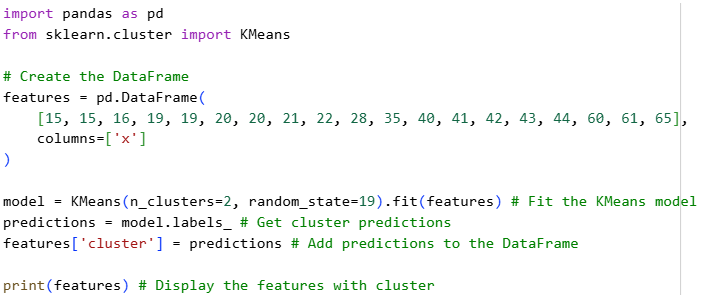 import pandas as pd
from sklearn.cluster import KMeans

# Create the DataFrame
features = pd.DataFrame(
    [15, 15, 16, 19, 19, 20, 20, 21, 22, 28, 35, 40, 41, 42, 43, 44, 60, 61, 65],
    columns=['x']
)

model = KMeans(n_clusters=2, random_state=19).fit(features) # Fit the KMeans model
predictions = model.labels_ # Get cluster predictions
features['cluster'] = predictions # Add predictions to the DataFrame

print(features) # Display the features with cluster